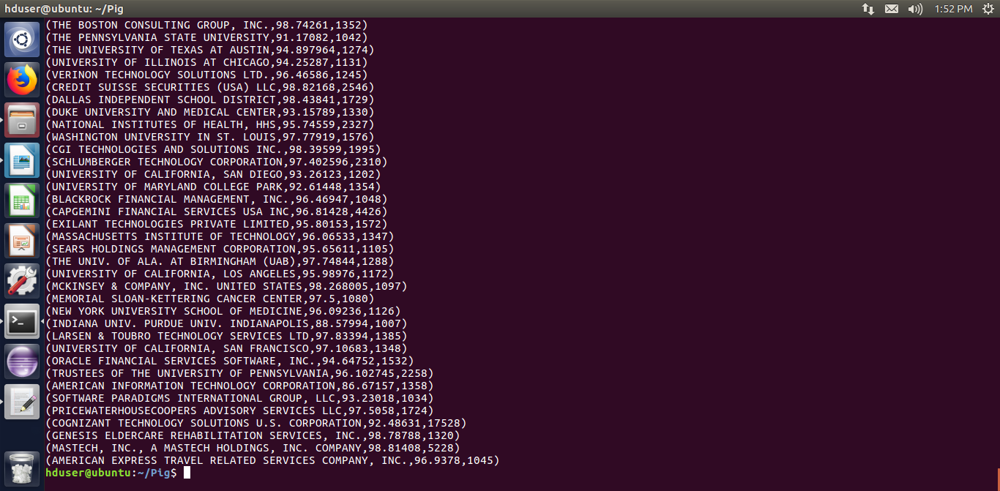 hduser@ubuntu: ~/Pig
1:52 PM
(THE BOSTON CONSULTING GROUP, INC.,98.74261,1352)
(THE PENNSYLVANIA STATE UNIVERSITY,91.17082,1042)
(THE UNIVERSITY OF TEXAS AT AUSTIN,94.897964,1274)
(UNIVERSITY OF ILLINOIS AT CHICAGO,94.25287,1131)
(VERINON TECHNOLOGY SOLUTIONS LTD.,96.46586,1245)
(CREDIT SUISSE SECURITIES (USA) LLC,98.82168,2546)
(DALLAS INDEPENDENT SCHOOL DISTRICT,98.43841,1729)
(DUKE UNIVERSITY AND MEDICAL CENTER,93.15789,1330)
(NATIONAL INSTITUTES OF HEALTH, HHS,95.74559,2327)
(WASHINGTON UNIVERSITY IN ST. LOUIS,97.77919,1576)
(CGI TECHNOLOGIES AND SOLUTIONS INC.,98.39599,1995)
(SCHLUMBERGER TECHNOLOGY CORPORATION,97.402596,2310)
(UNIVERSITY OF CALIFORNIA, SAN DIEGO,93.26123,1202)
(UNIVERSITY OF MARYLAND COLLEGE PARK,92.61448,1354)
(BLACKROCK FINANCIAL MANAGEMENT, INC.,96.46947,1048)
(CAPGEMINI FINANCIAL SERVICES USA INC,96.81428,4426)
(EXILANT TECHNOLOGIES PRIVATE LIMITED,95.80153,1572)
(MASSACHUSETTS INSTITUTE OF TECHNOLOGY,96.06533,1347)
(SEARS HOLDINGS MANAGEMENT CORPORATION,95.65611,1105)
(THE UNIV. OF ALA. AT BIRMINGHAM (UAB),97.74844,1288)
(UNIVERSITY OF CALIFORNIA, LOS ANGELES,95.98976,1172)
(MCKINSEY & COMPANY, INC. UNITED STATES,98.268005,1097)
(MEMORIAL SLOAN-KETTERING CANCER CENTER,97.5,1080)
(NEW YORK UNIVERSITY SCHOOL OF MEDICINE,96.09236,1126)
(INDIANA UNIV. PURDUE UNIV. INDIANAPOLIS,88.57994,1007)
(LARSEN & TOUBRO TECHNOLOGY SERVICES LTD,97.83394,1385)
(UNIVERSITY OF CALIFORNIA, SAN FRANCISCO,97.10683,1348)
(ORACLE FINANCIAL SERVICES SOFTWARE, INC.,94.64752,1532)
(TRUSTEES OF THE UNIVERSITY OF PENNSYLVANIA,96.102745,2258)
(AMERICAN INFORMATION TECHNOLOGY CORPORATION,86.67157,1358)
(SOFTWARE PARADIGMS INTERNATIONAL GROUP, LLC,93.23018,1034)
(PRICEWATERHOUSECOOPERS ADVISORY SERVICES LLC,97.5058,1724)
(COGNIZANT TECHNOLOGY SOLUTIONS U.S. CORPORATION,92.48631,17528)
(GENESIS ELDERCARE REHABILITATION SERVICES, INC.,98.78788,1320)
(MASTECH, INC., A MASTECH HOLDINGS, INC. COMPANY,98.81408,5228)
(AMERICAN EXPRESS TRAVEL RELATED SERVICES COMPANY, INC.,96.9378,1045)
hduser@ubuntu:~/Pig$